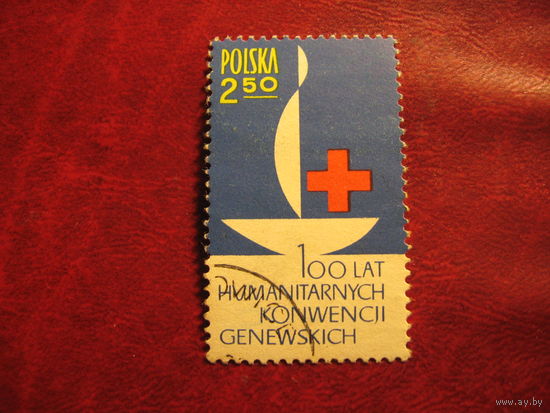 POLSKA
2 50
100 LAT
HUMANITARNYCH
KONWENCJI
GENEWSKICH
www.ay.by